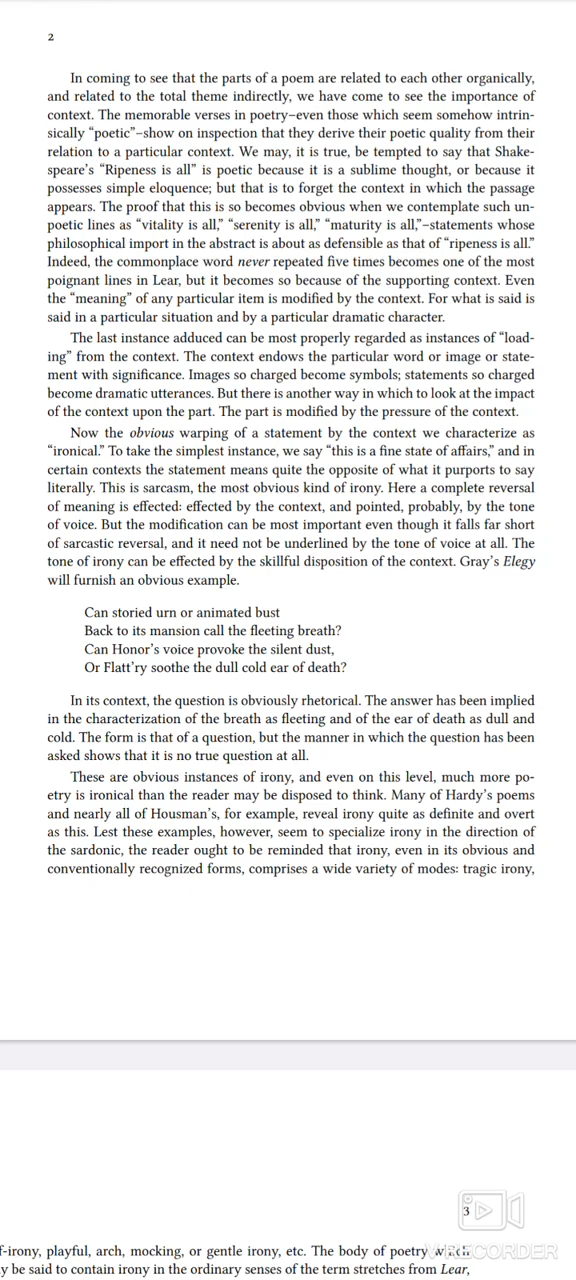 2
In coming to see that the parts of a poem are related to each other organically,
and related to the total theme indirectly, we have come to see the importance of
context. The memorable verses in poetry–even those which seem somehow intrin-
sically “poetic”–show on inspection that they derive their poetic quality from their
relation to a particular context. We may, it is true, be tempted to say that Shake-
speare’s “Ripeness is all” is poetic because it is a sublime thought, or because it
possesses simple eloquence; but that is to forget the context in which the passage
appears. The proof that this is so becomes obvious when we contemplate such un-
poetic lines as “vitality is all,” “serenity is all,” “maturity is all,”–statements whose
philosophical import in the abstract is about as defensible as that of “ripeness is all.”
Indeed, the commonplace word never repeated five times becomes one of the most
poignant lines in Lear, but it becomes so because of the supporting context. Even
the “meaning” of any particular item is modified by the context. For what is said is
said in a particular situation and by a particular dramatic character.
The last instance adduced can be most properly regarded as instances of “load-
ing” from the context. The context endows the particular word or image or state-
ment with significance. Images so charged become symbols; statements so charged
become dramatic utterances. But there is another way in which to look at the impact
of the context upon the part. The part is modified by the pressure of the context.
Now the obvious warping of a statement by the context we characterize as
“ironical.” To take the simplest instance, we say “this is a fine state of affairs,” and in
certain contexts the statement means quite the opposite of what it purports to say
literally. This is sarcasm, the most obvious kind of irony. Here a complete reversal
of meaning is effected: effected by the context, and pointed, probably, by the tone
of voice. But the modification can be most important even though it falls far short
of sarcastic reversal, and it need not be underlined by the tone of voice at all. The
tone of irony can be effected by the skillful disposition of the context. Gray’s Elegy
will furnish an obvious example.
Can storied urn or animated bust
Back to its mansion call the fleeting breath?
Can Honor’s voice provoke the silent dust,
Or Flatt’ry soothe the dull cold ear of death?
In its context, the question is obviously rhetorical. The answer has been implied
in the characterization of the breath as fleeting and of the ear of death as dull and
cold. The form is that of a question, but the manner in which the question has been
asked shows that it is no true question at all.
These are obvious instances of irony, and even on this level, much more po-
etry is ironical than the reader may be disposed to think. Many of Hardy’s poems
and nearly all of Housman’s, for example, reveal irony quite as definite and overt
as this. Lest these examples, however, seem to specialize irony in the direction of
the sardonic, the reader ought to be reminded that irony, even in its obvious and
conventionally recognized forms, comprises a wide variety of modes: tragic irony,
3
f-irony, playful, arch, mocking, or gentle irony, etc. The body of poetry which
y be said to contain irony in the ordinary senses of the term stretches from Lear,
V RECORDER